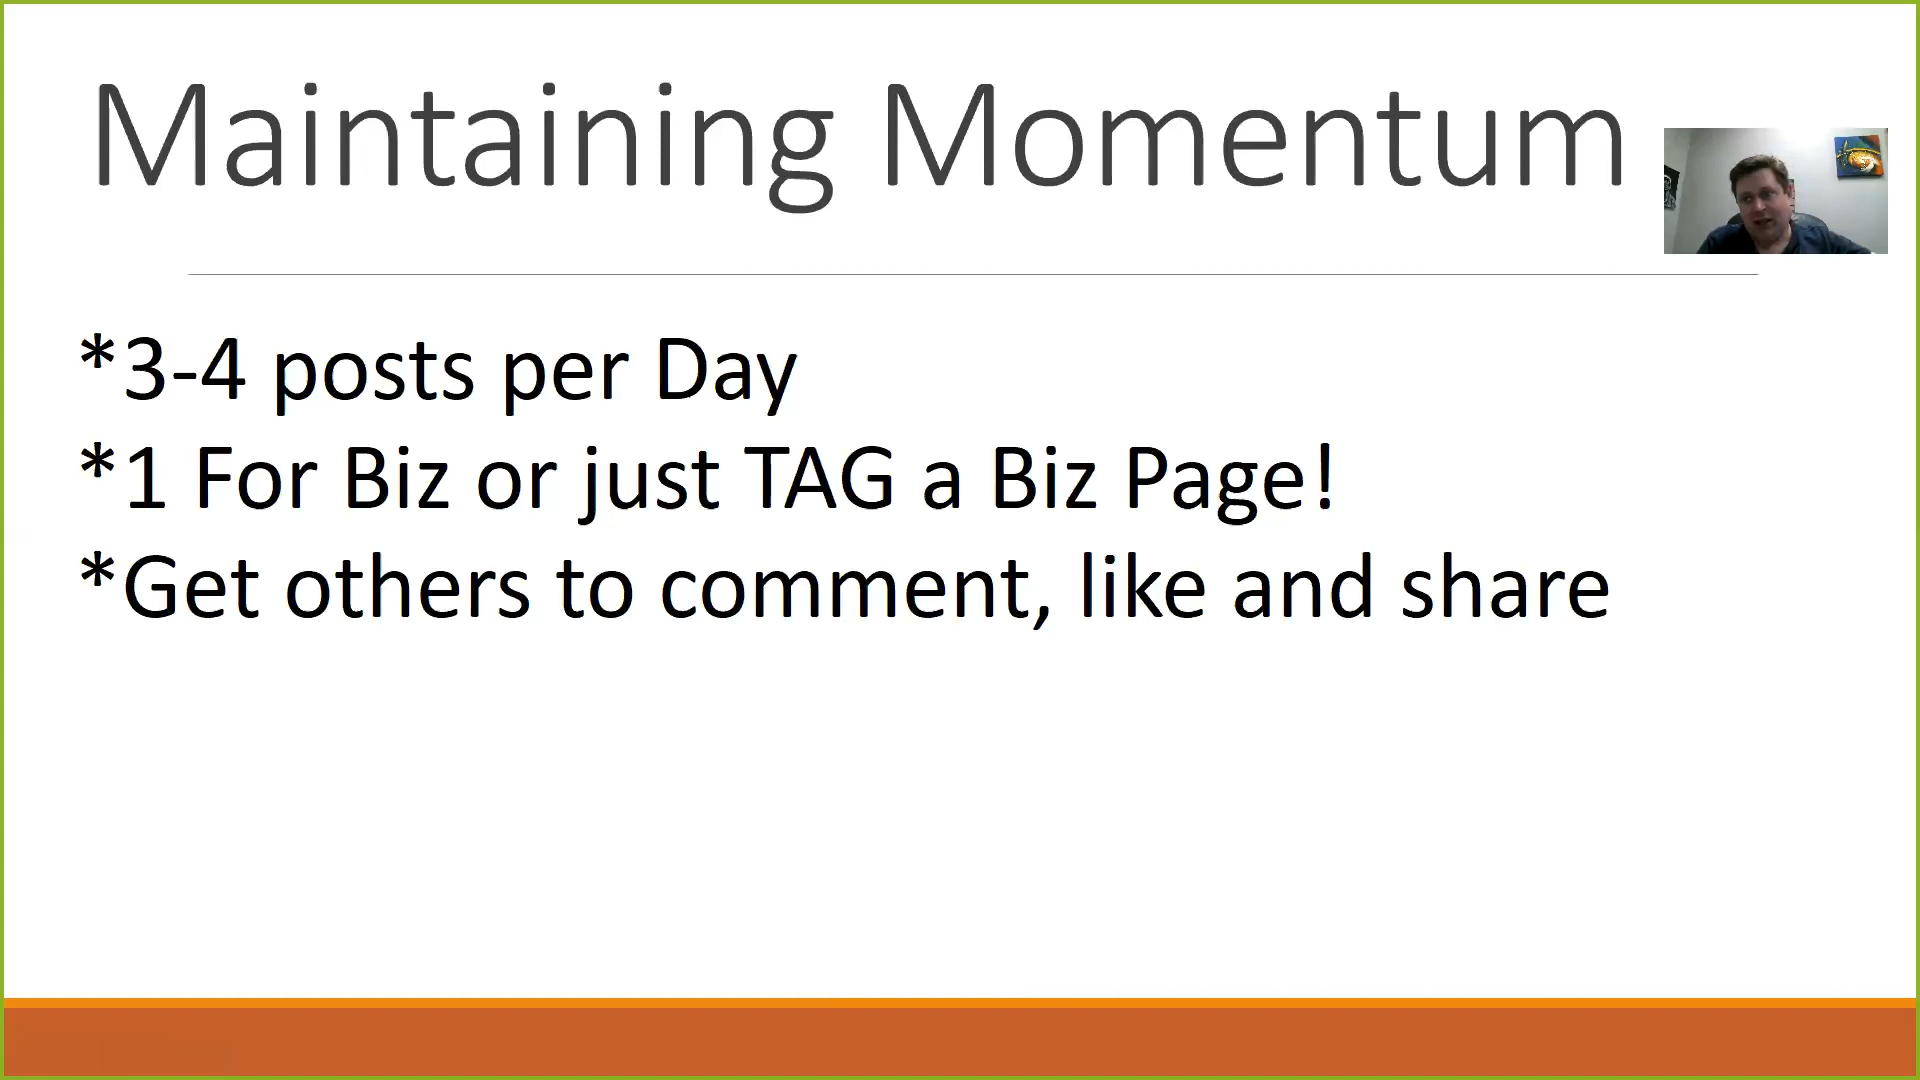 Maintaining Momentum
*3-4 posts per Day
*1 For Biz or just TAG a Biz Page!
*Get others to comment, like and share